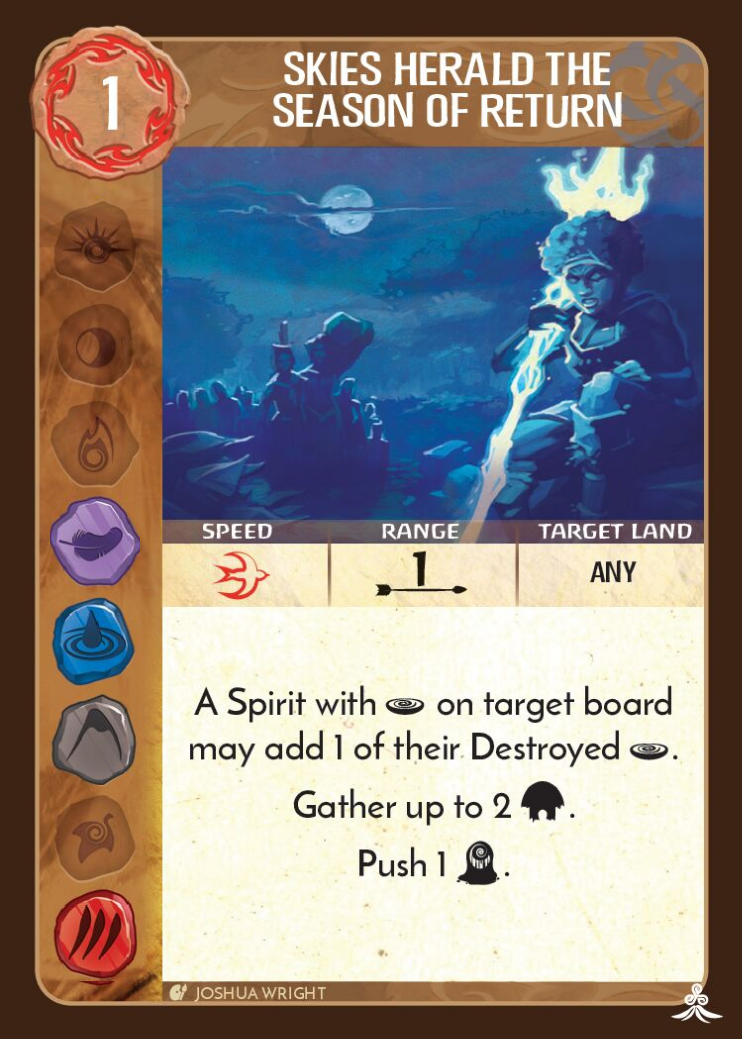 1
SKIES HERALD THE
SEASON OF RETURN
SPEED RANGE TARGET LAND
1 ANY
A Spirit with on target board
may add 1 of their Destroyed .
Gather up to 2 .
Push 1 .
JOSHUA WRIGHT